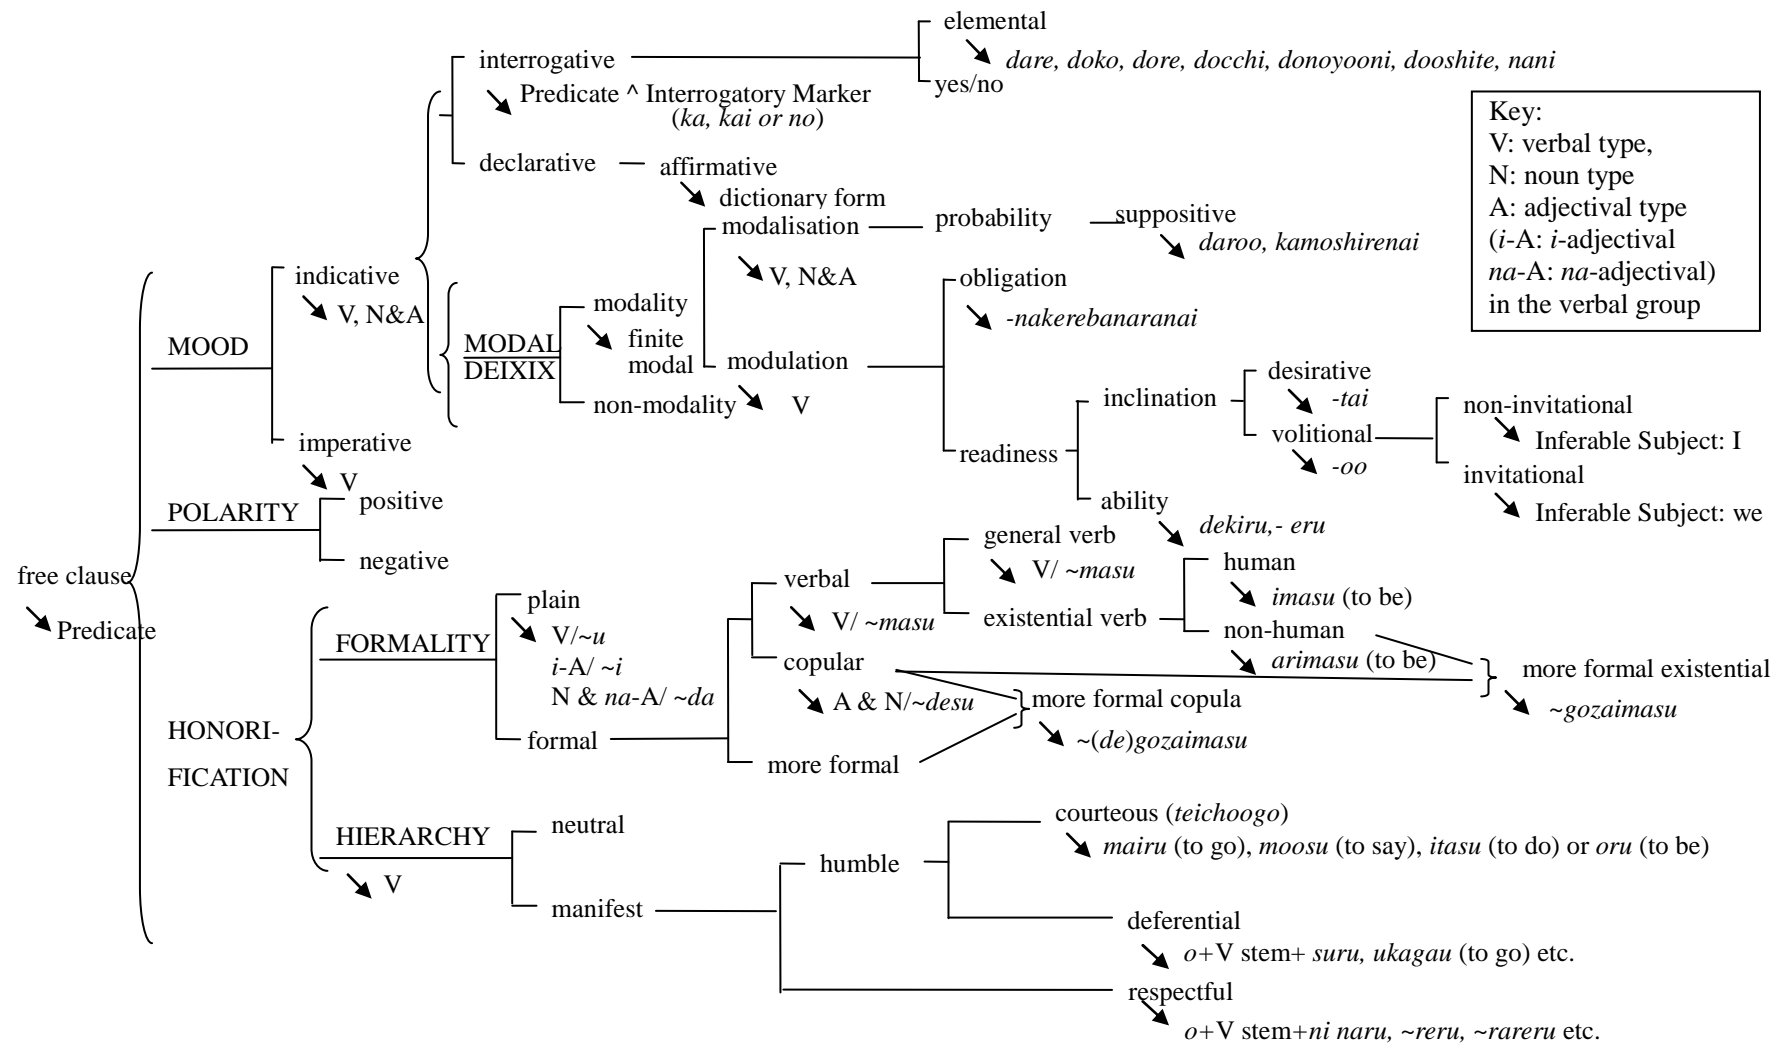 elemental
dare, doko, dore, docchi, donoyooni, dooshite, nani
yes/no
interrogative
Predicate ^ Interrogatory Marker
(ka, kai or no)
declarative
affirmative
dictionary form
modalisation
V, N&A
probability
suppositive
daroo, kamoshirenai
Key:
V: verbal type,
N: noun type
A: adjectival type
(i-A: i-adjectival
na-A: na-adjectival)
in the verbal group
indicative
V, N&A
MOOD
MODAL
DEIXIX
modality
finite
modal
non-modality
modulation
V
obligation
-nakerebanaranai
readiness
inclination
desirative
-tai
volitional
-oo
non-invitational
Inferable Subject: I
invitational
Inferable Subject: we
ability
dekiru,- eru
imperative
V
POLARITY
positive
negative
free clause
Predicate
HONORI-
FICATION
FORMALITY
plain
V/~u
i-A/ ~i
N & na-A/ ~da
formal
verbal
V/ ~masu
general verb
V/ ~masu
existential verb
human
imasu (to be)
non-human
arimasu (to be)
copular
A & N/~desu
more formal
more formal copula
~(de)gozaimasu
more formal existential
~gozaimasu
HIERARCHY
V
neutral
manifest
humble
courteous (teichoogo)
mairu (to go), moosu (to say), itasu (to do) or oru (to be)
deferential
o+V stem+ suru, ukagau (to go) etc.
respectful
o+V stem+ni naru, ~reru, ~rareru etc.